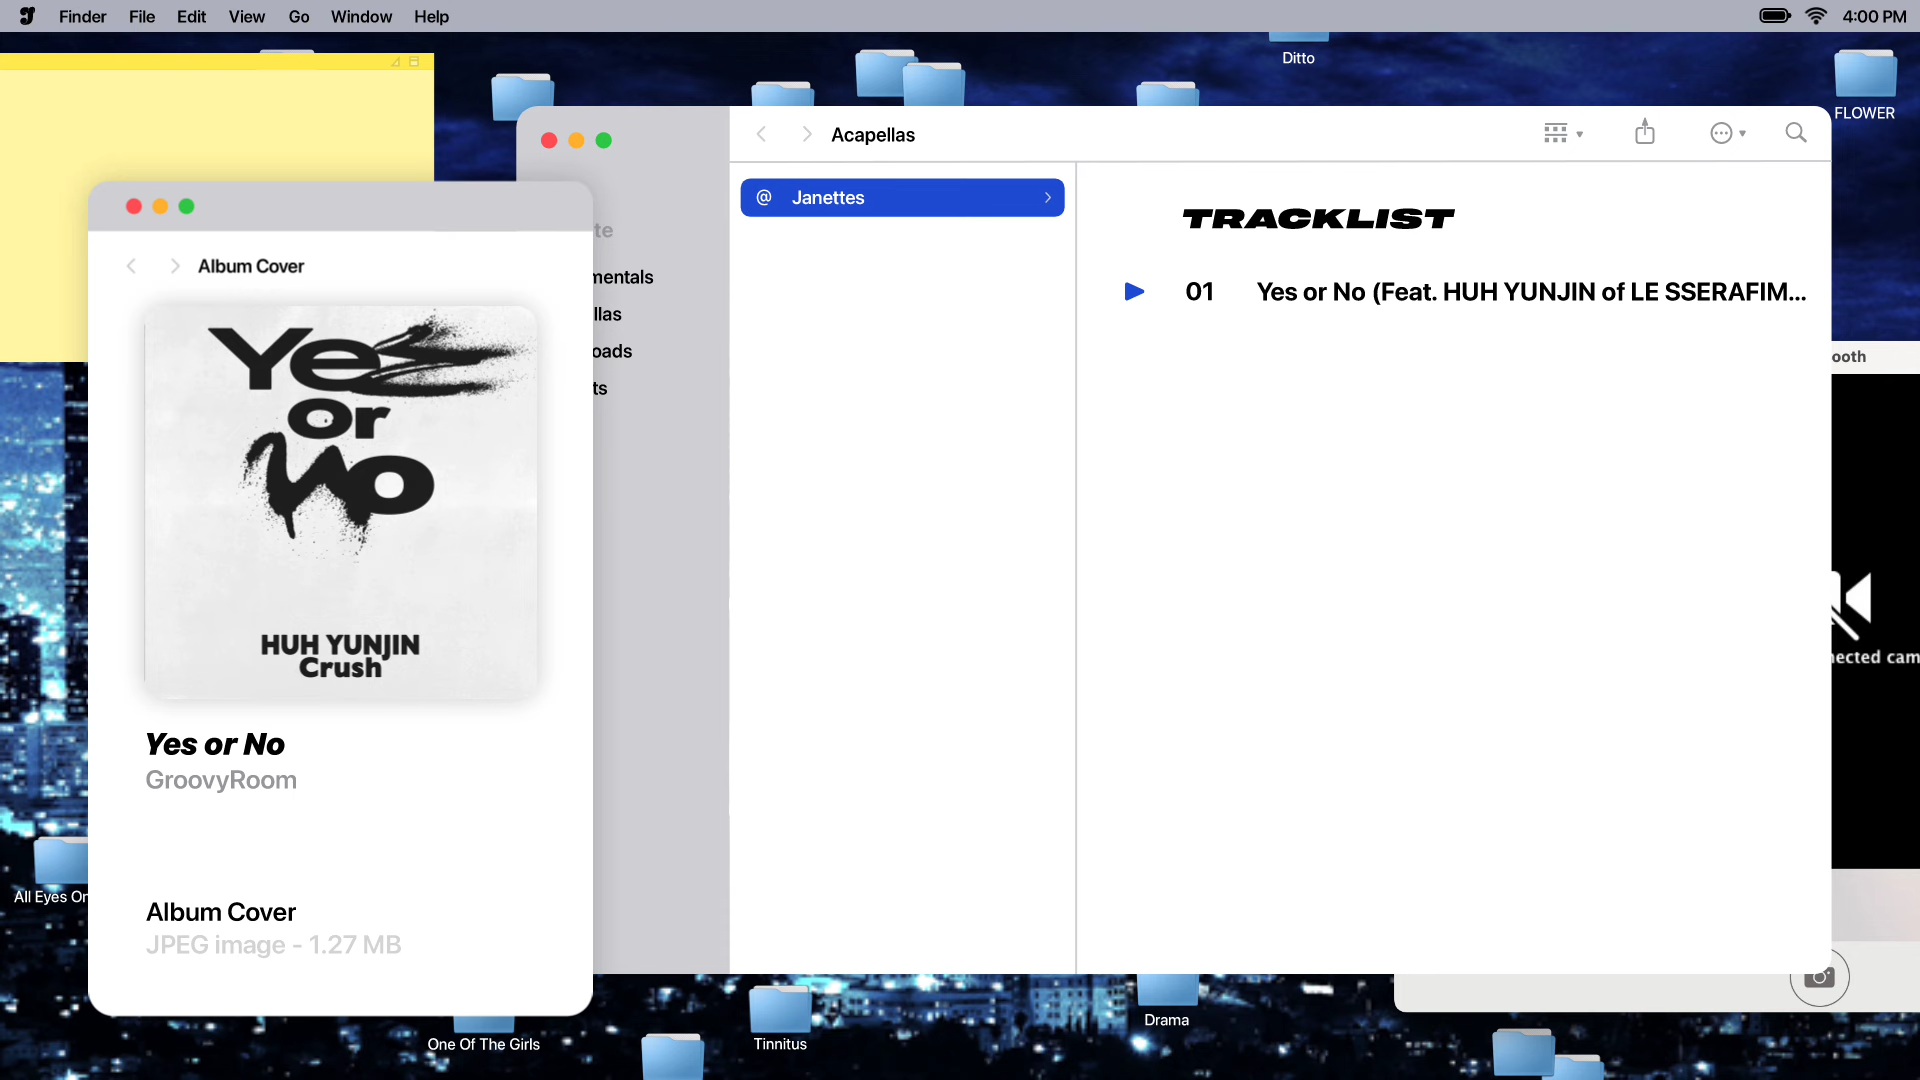 Finder File Edit View Go Window Help
4:00 PM
Ditto
FLOWER
Acapellas
@ Janettes
TRACKLIST
01 Yes or No (Feat. HUH YUNJIN of LE SSERAFIM...
te
mentals
llas
oads
ts
Album Cover
Yes
or
No
HUH YUNJIN
Crush
Yes or No
GroovyRoom
Album Cover
JPEG image - 1.27 MB
ooth
nected cam
All Eyes On
One Of The Girls
Tinnitus
Drama